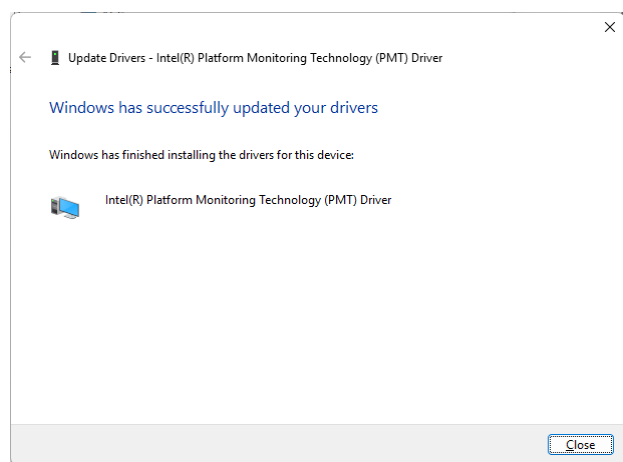 Update Drivers - Intel(R) Platform Monitoring Technology (PMT) Driver
Windows has successfully updated your drivers
Windows has finished installing the drivers for this device:
Intel(R) Platform Monitoring Technology (PMT) Driver
Close